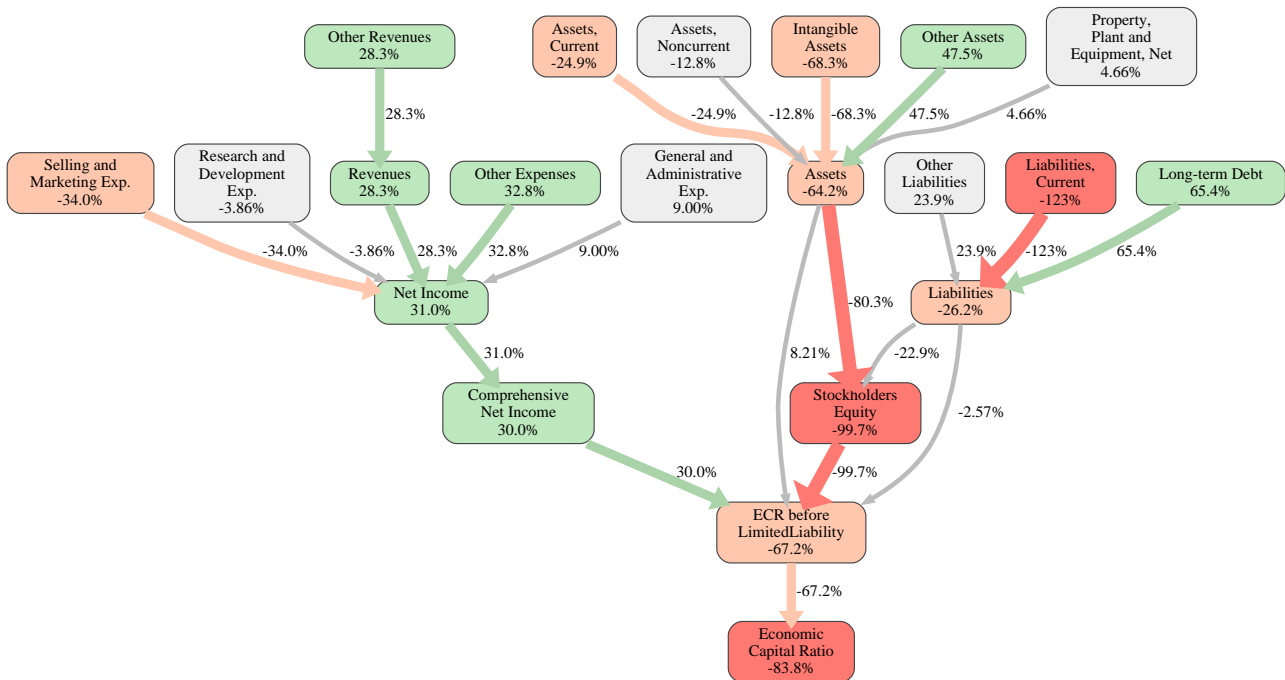 Other Revenues
28.3%
Assets,
Current
-24.9%
Assets,
Noncurrent
-12.8%
Intangible
Assets
-68.3%
Other Assets
47.5%
Property,
Plant and
Equipment, Net
4.66%
28.3%
-24.9%
-12.8%
-68.3%
47.5%
4.66%
Selling and
Marketing Exp.
-34.0%
Research and
Development
Exp.
-3.86%
Revenues
28.3%
Other Expenses
32.8%
General and
Administrative
Exp.
9.00%
Assets
-64.2%
Other
Liabilities
23.9%
Liabilities,
Current
-123%
Long-term Debt
65.4%
-34.0%
-3.86%
28.3%
32.8%
9.00%
23.9%
-123%
65.4%
Net Income
31.0%
Liabilities
-26.2%
-80.3%
31.0%
8.21%
-22.9%
-2.57%
Comprehensive
Net Income
30.0%
Stockholders
Equity
-99.7%
30.0%
-99.7%
ECR before
LimitedLiability
-67.2%
-67.2%
Economic
Capital Ratio
-83.8%